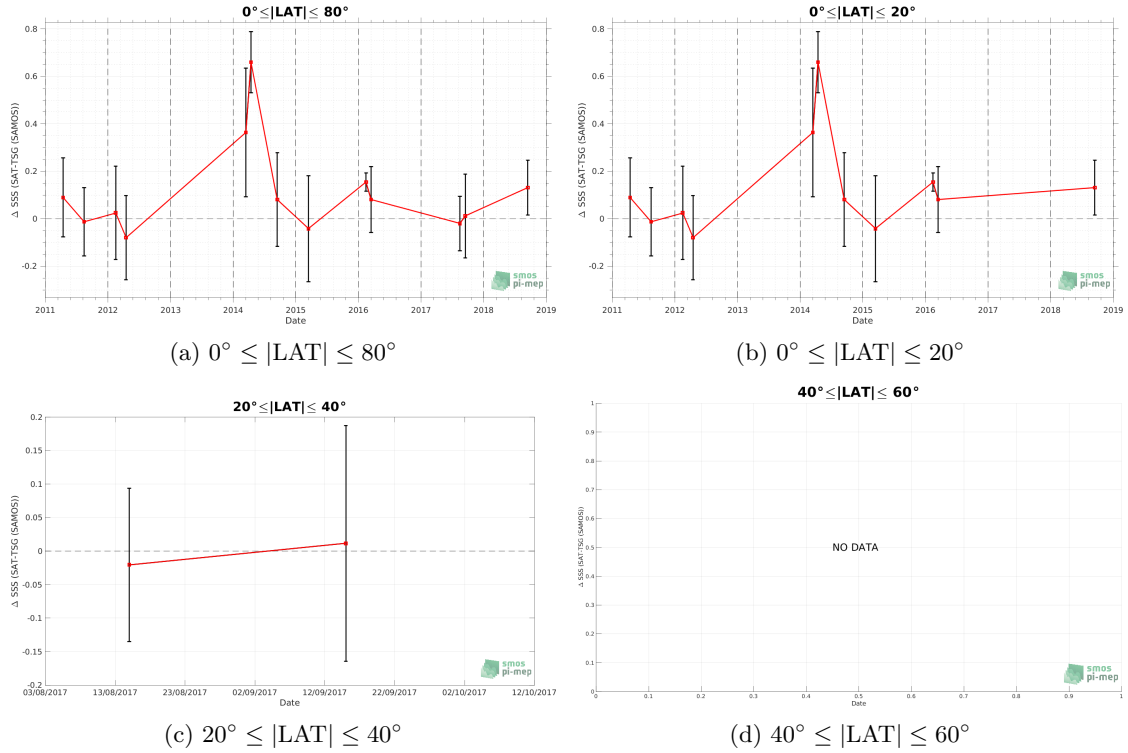 0°≤|LAT|≤ 80°
Δ SSS (SAT-TSG (SAMOS))
0.8
0.6
0.4
0.2
0
-0.2
2011 2012 2013 2014 2015 2016 2017 2018 2019
Date
smos
pi-mep
(a) 0° ≤ |LAT| ≤ 80°
0°≤|LAT|≤ 20°
Δ SSS (SAT-TSG (SAMOS))
0.8
0.6
0.4
0.2
0
-0.2
2011 2012 2013 2014 2015 2016 2017 2018 2019
Date
smos
pi-mep
(b) 0° ≤ |LAT| ≤ 20°
20°≤|LAT|≤ 40°
Δ SSS (SAT-TSG (SAMOS))
0.2
0.15
0.1
0.05
0
-0.05
-0.1
-0.15
-0.2
03/08/2017 13/08/2017 23/08/2017 02/09/2017 12/09/2017 22/09/2017 02/10/2017 12/10/2017
Date
smos
pi-mep
(c) 20° ≤ |LAT| ≤ 40°
40°≤|LAT|≤ 60°
Δ SSS (SAT-TSG (SAMOS))
1
0.9
0.8
0.7
0.6
0.5
0.4
0.3
0.2
0.1
0
NO DATA
0 0.1 0.2 0.3 0.4 0.5 0.6 0.7 0.8 0.9 1
Date
smos
pi-mep
(d) 40° ≤ |LAT| ≤ 60°